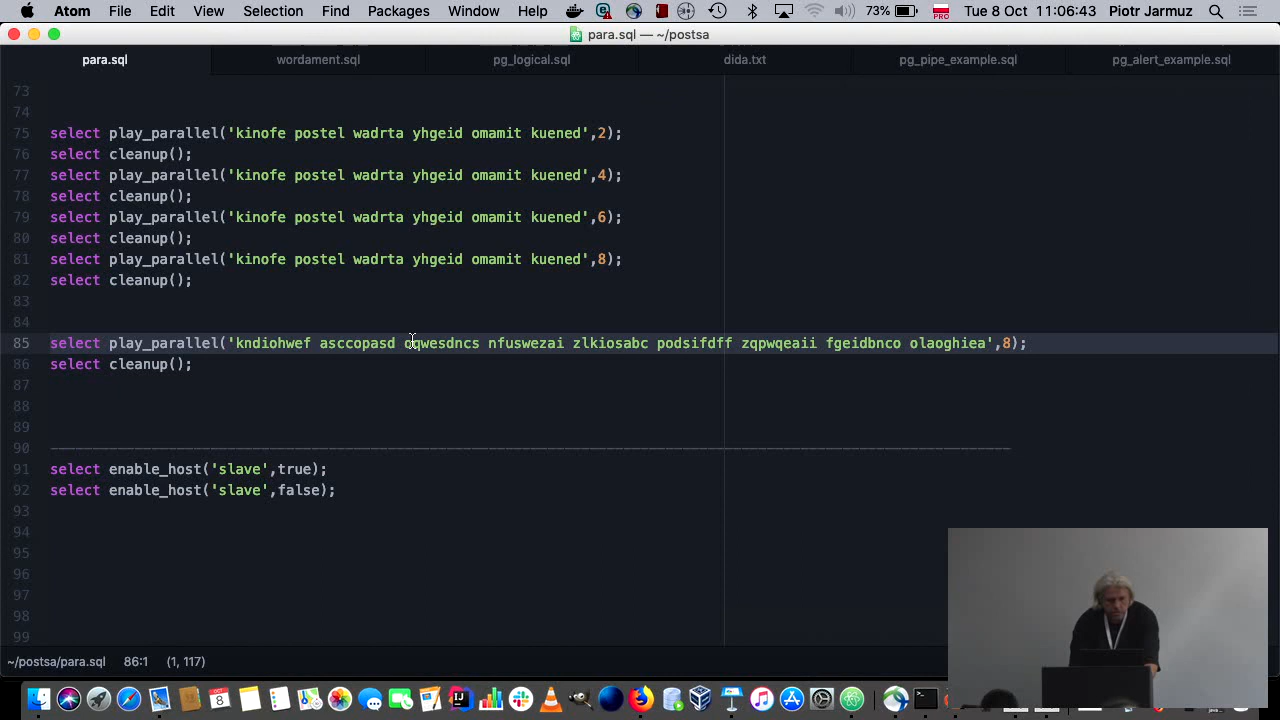 Atom File Edit View Selection Find Packages Window Help 73% PRO Tue 8 Oct 11:06:43 Piotr Jarmuz
para.sql — ~/postsa
para.sql wordament.sql pg_logical.sql dida.txt pg_pipe_example.sql pg_alert_example.sql
73
74
75 select play_parallel('kinofe postel wadrta yhgeid omamit kuened',2);
76 select cleanup();
77 select play_parallel('kinofe postel wadrta yhgeid omamit kuened',4);
78 select cleanup();
79 select play_parallel('kinofe postel wadrta yhgeid omamit kuened',6);
80 select cleanup();
81 select play_parallel('kinofe postel wadrta yhgeid omamit kuened',8);
82 select cleanup();
83
84
85 select play_parallel('kndiohwef asccopasd oqwesdncs nfuswezai zlkiosabc podsifdff zqpwqeaii fgeidbnco olaoghiea',8);
86 select cleanup();
87
88
89
90
91 select enable_host('slave',true);
92 select enable_host('slave',false);
93
94
95
96
97
98
99
~/postsa/para.sql 86:1 (1, 117)